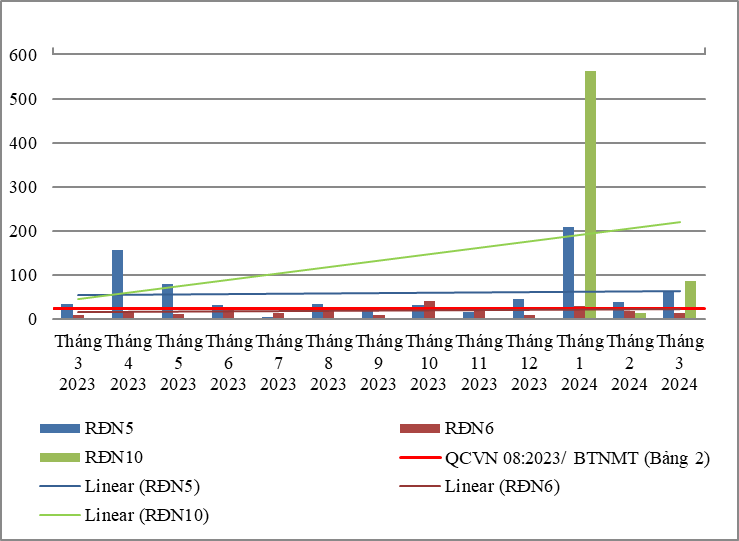 600
500
400
300
200
100
0
Tháng 3 2023
Tháng 4 2023
Tháng 5 2023
Tháng 6 2023
Tháng 7 2023
Tháng 8 2023
Tháng 9 2023
Tháng 10 2023
Tháng 11 2023
Tháng 12 2023
Tháng 1 2024
Tháng 2 2024
Tháng 3 2024
RĐN5
RĐN6
RĐN10
QCVN 08:2023/ BTNMT (Bảng 2)
Linear (RĐN5)
Linear (RĐN6)
Linear (RĐN10)